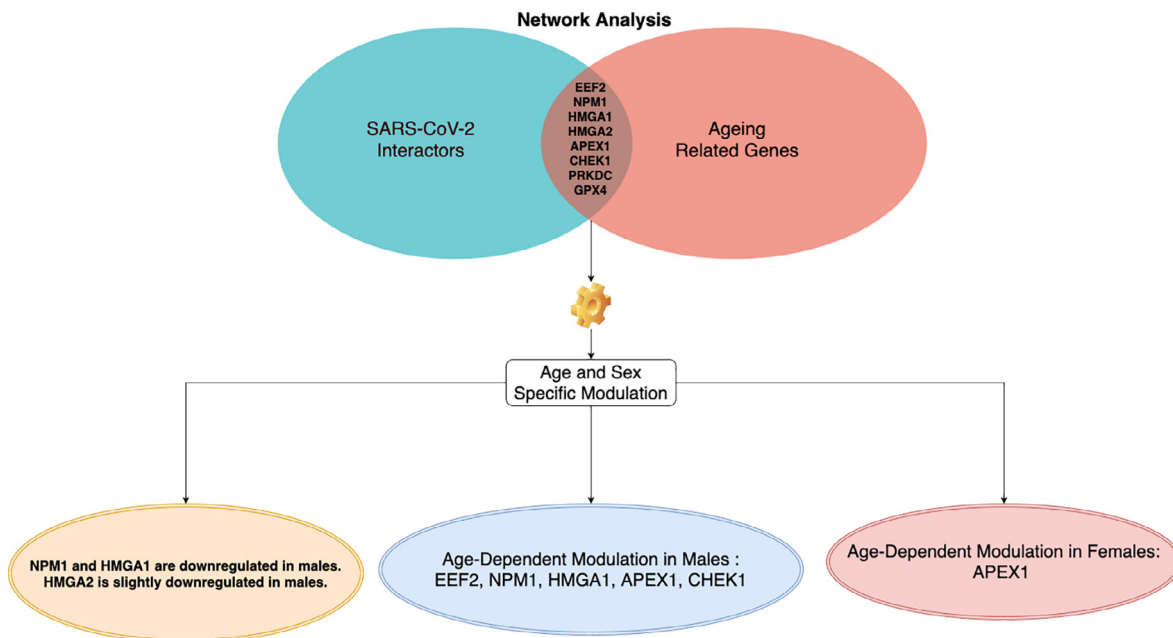 Network Analysis
SARS-CoV-2
Interactors
EEF2
NPM1
HMGA1
HMGA2
APEX1
CHEK1
PRKDC
GPX4
Ageing
Related Genes
Age and Sex
Specific Modulation
NPM1 and HMGA1 are downregulated in males.
HMGA2 is slightly downregulated in males.
Age-Dependent Modulation in Males :
EEF2, NPM1, HMGA1, APEX1, CHEK1
Age-Dependent Modulation in Females:
APEX1